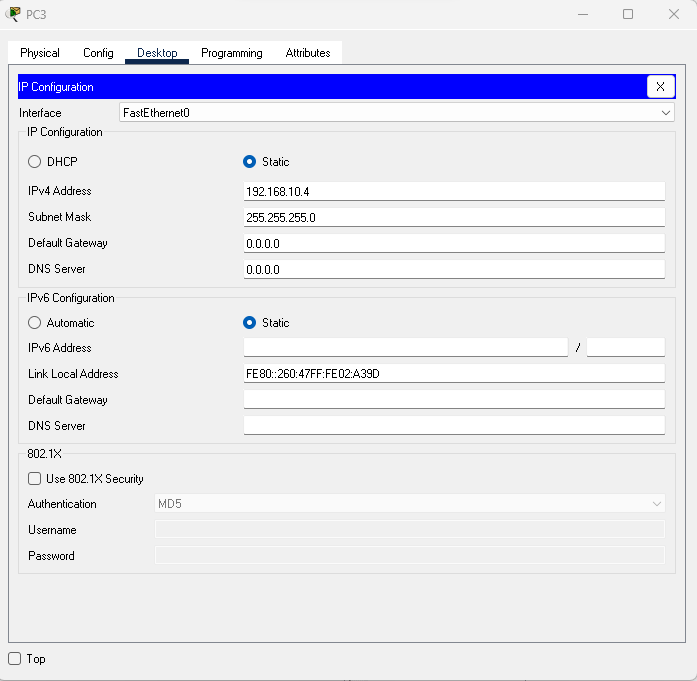 PC3
Physical Config Desktop Programming Attributes
IP Configuration X
Interface FastEthernet0
IP Configuration
DHCP Static
IPv4 Address 192.168.10.4
Subnet Mask 255.255.255.0
Default Gateway 0.0.0.0
DNS Server 0.0.0.0
IPv6 Configuration
Automatic Static
IPv6 Address /
Link Local Address FE80::260:47FF:FE02:A39D
Default Gateway
DNS Server
802.1X
Use 802.1X Security
Authentication MD5
Username
Password
Top